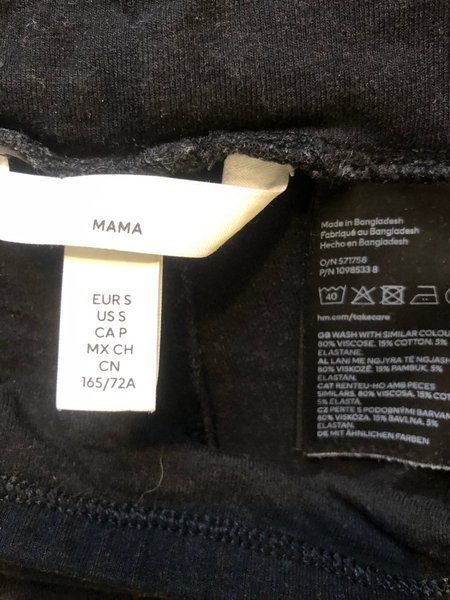 MAMA
EUR S
US S
CA P
MX CH
CN
165/72A
Made in Bangladesh
Fabriqué au Bangladesh
Hecho en Bangladesh
O/N 571758
P/N 1098533 8
40
hm.com/takecare
GB WASH WITH SIMILAR COLOU
80% VISCOSE. 15% COTTON. 5%
ELASTANE.
AL LANI ME NGJYRA TË NGJASH
80% VISKOZË. 15% PAMBUK. 5%
ELASTAN.
CAT RENTEU-HO AMB PECES
SIMILARS, 80% VISCOSA. 15% COT
5% ELASTÀ.
CZ PERTE S PODOBNÝMI BARVAM
80% VISKÓZA. 15% BAVLNA. 5%
ELASTAN.
DE MIT ÄHNLICHEN FARBEN